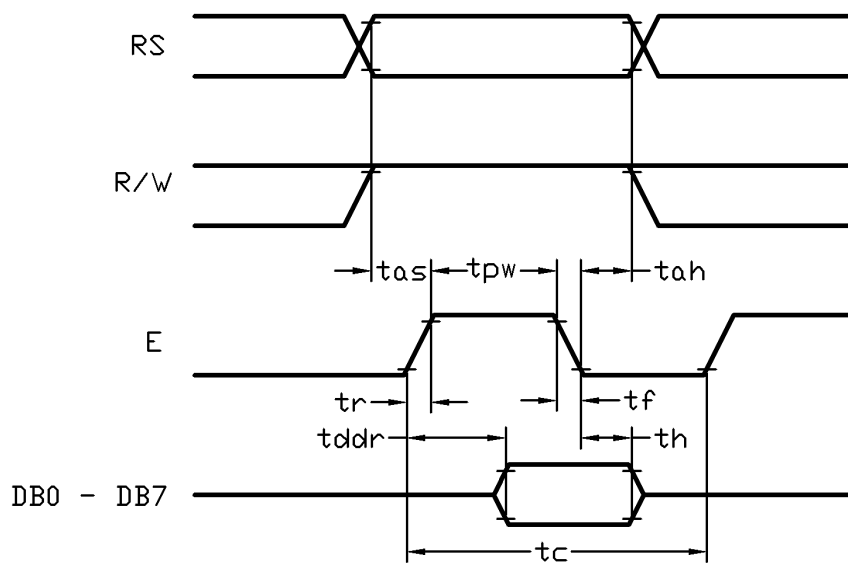 RS
R/W
tas tpw tah
E
tr tf
tddr th
DB0 - DB7
tc